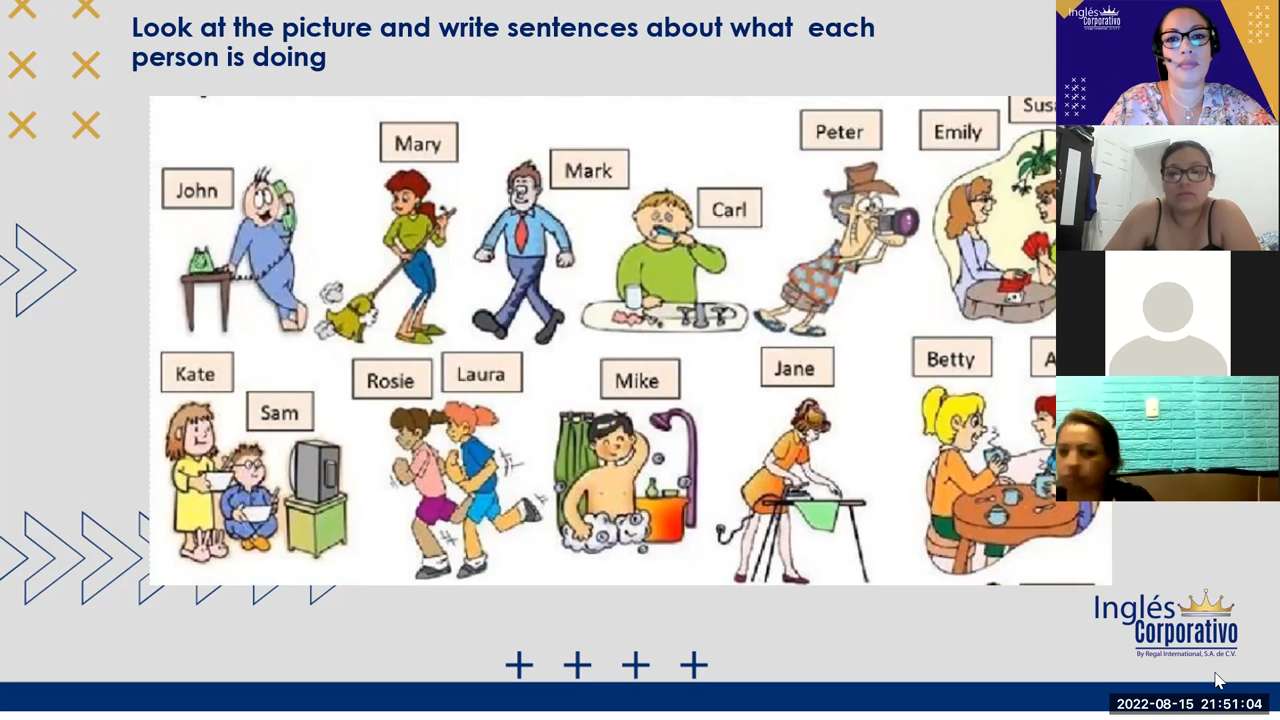 Look at the picture and write sentences about what each
person is doing
John
Mary
Mark
Carl
Peter
Emily
Kate
Sam
Rosie
Laura
Mike
Jane
Betty
Inglés
Corporativo
Inglés
Corporativo
By Regal International, S.A. de C.V.
2022-08-15 21:51:04